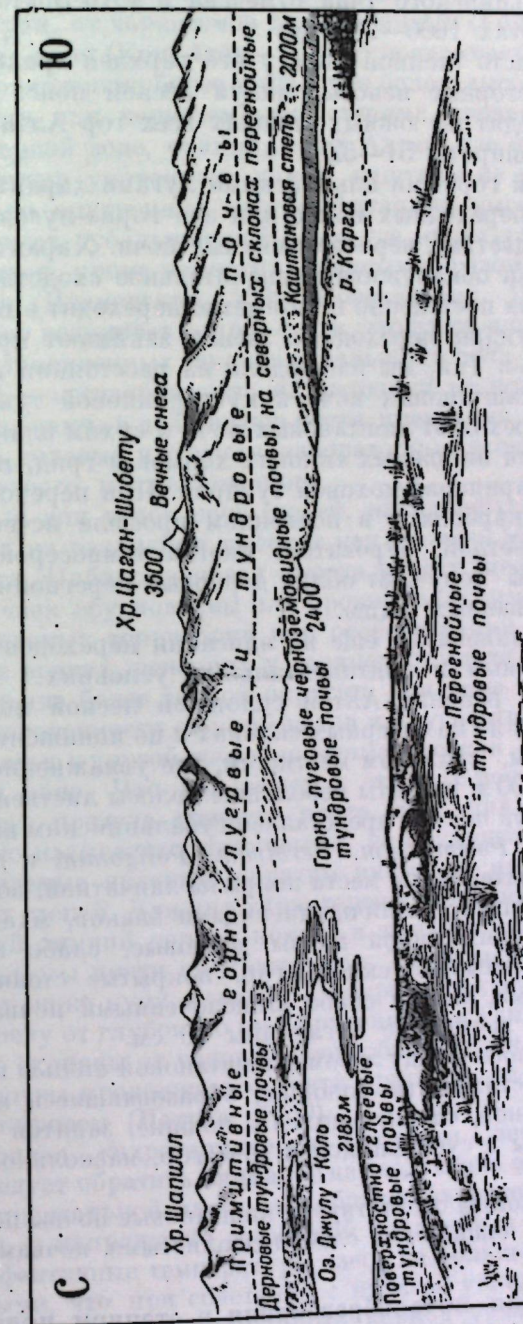 С
Ю
Хр. Шапшал
Хр. Цаган-Шибэту
3500
Вечные снега
Примитивные горно-луговые тундровые почвы
Дерновые тундровые почвы, на северных склонах перегнойные
Оз. Джулу Коль
2183м
Горно-луговые черноземовидные
тундровые почвы
2400
Каштановая степь
2000м
р. Карга
Поверхностно-глеевые
тундровые почвы
Перегнойные
тундровые почвы